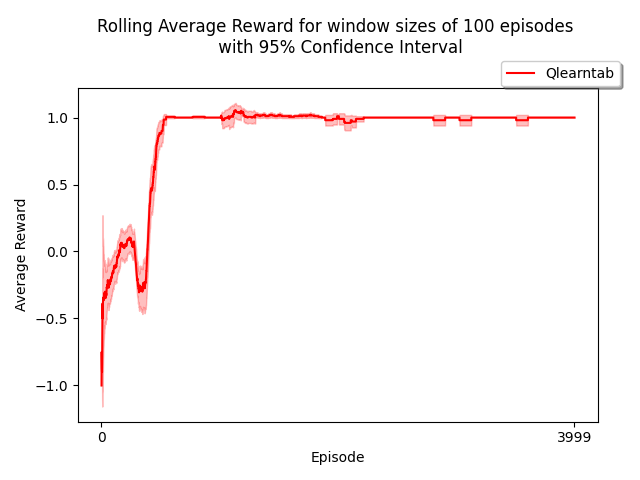 Rolling Average Reward for window sizes of 100 episodes
with 95% Confidence Interval
Qlearntab
1.0
0.5
0.0
−0.5
−1.0
Average Reward
0
3999
Episode